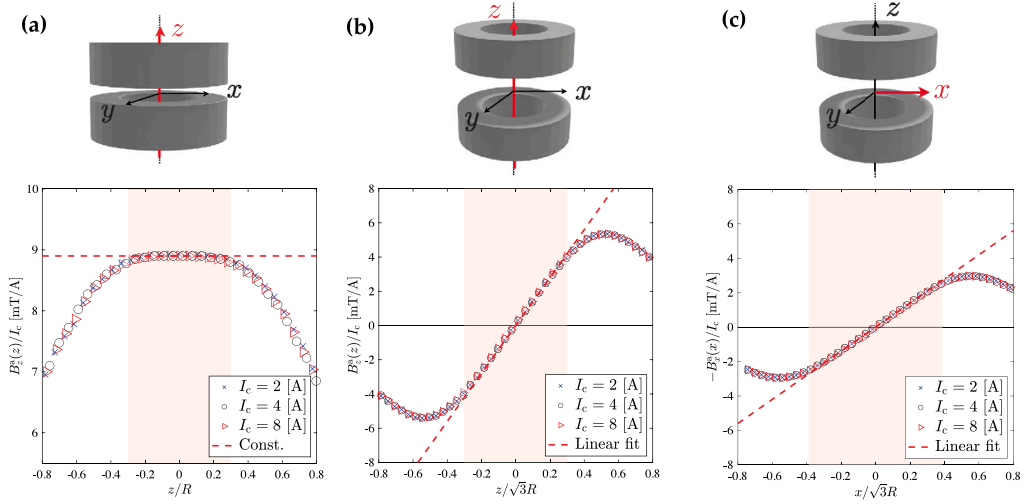 (a)
z
x
y
10
9
8
7
6
B_z^a(z)/I_c [mT/A]
I_c = 2 [A]
I_c = 4 [A]
I_c = 8 [A]
Const.
-0.8 -0.6 -0.4 -0.2 0 0.2 0.4 0.6 0.8
z/R
(b)
z
x
y
8
6
4
2
0
-2
-4
-6
-8
B_z^a(z)/I_c [mT/A]
I_c = 2 [A]
I_c = 4 [A]
I_c = 8 [A]
Linear fit
-0.8 -0.6 -0.4 -0.2 0 0.2 0.4 0.6 0.8
z/√3R
(c)
z
x
y
8
6
4
2
0
-2
-4
-6
-8
−B_x^a(x)/I_c [mT/A]
I_c = 2 [A]
I_c = 4 [A]
I_c = 8 [A]
Linear fit
-0.8 -0.6 -0.4 -0.2 0 0.2 0.4 0.6 0.8
x/√3R